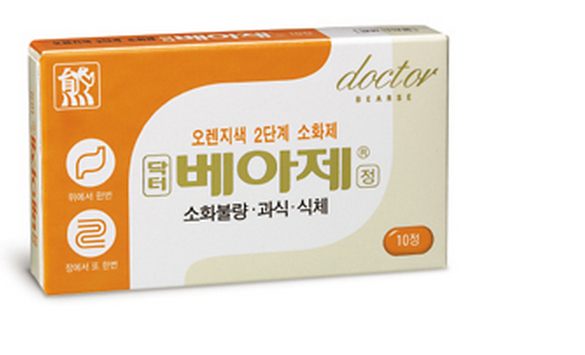 熊
doctor
BEARSE
오렌지색 2단계 소화제
닥터 베아제® 정
소화불량·과식·식체
위에서 한번
장에서 또 한번
10정